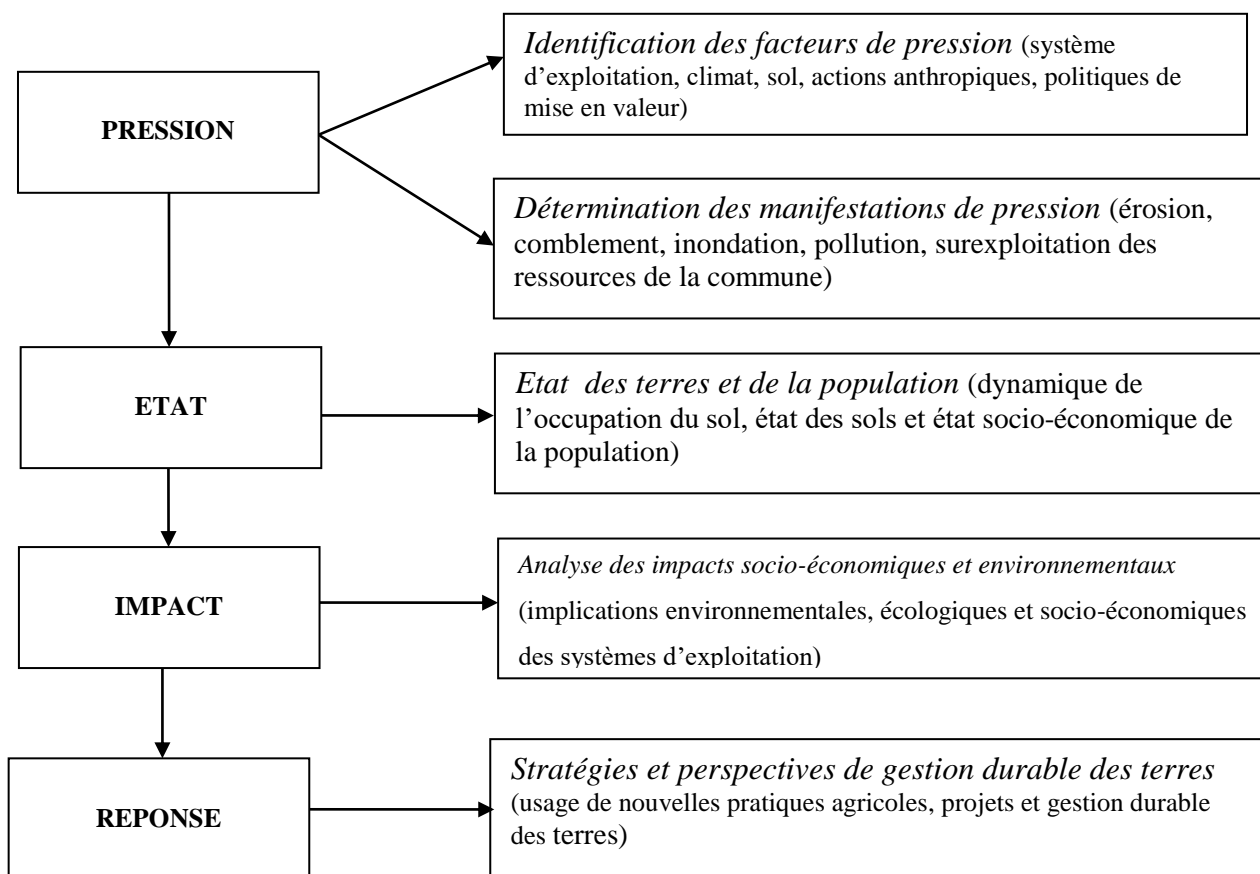 Identification des facteurs de pression (système
d’exploitation, climat, sol, actions anthropiques, politiques de
mise en valeur)
PRESSION
Détermination des manifestations de pression (érosion,
comblement, inondation, pollution, surexploitation des
ressources de la commune)
Etat  des terres et de la population (dynamique de
l’occupation du sol, état des sols et état socio-économique de
la population)
ETAT
Analyse des impacts socio-économiques et environnementaux
(implications environnementales, écologiques et socio-économiques
des systèmes d’exploitation)
IMPACT
Stratégies et perspectives de gestion durable des terres
(usage de nouvelles pratiques agricoles, projets et gestion durable
des terres)
REPONSE